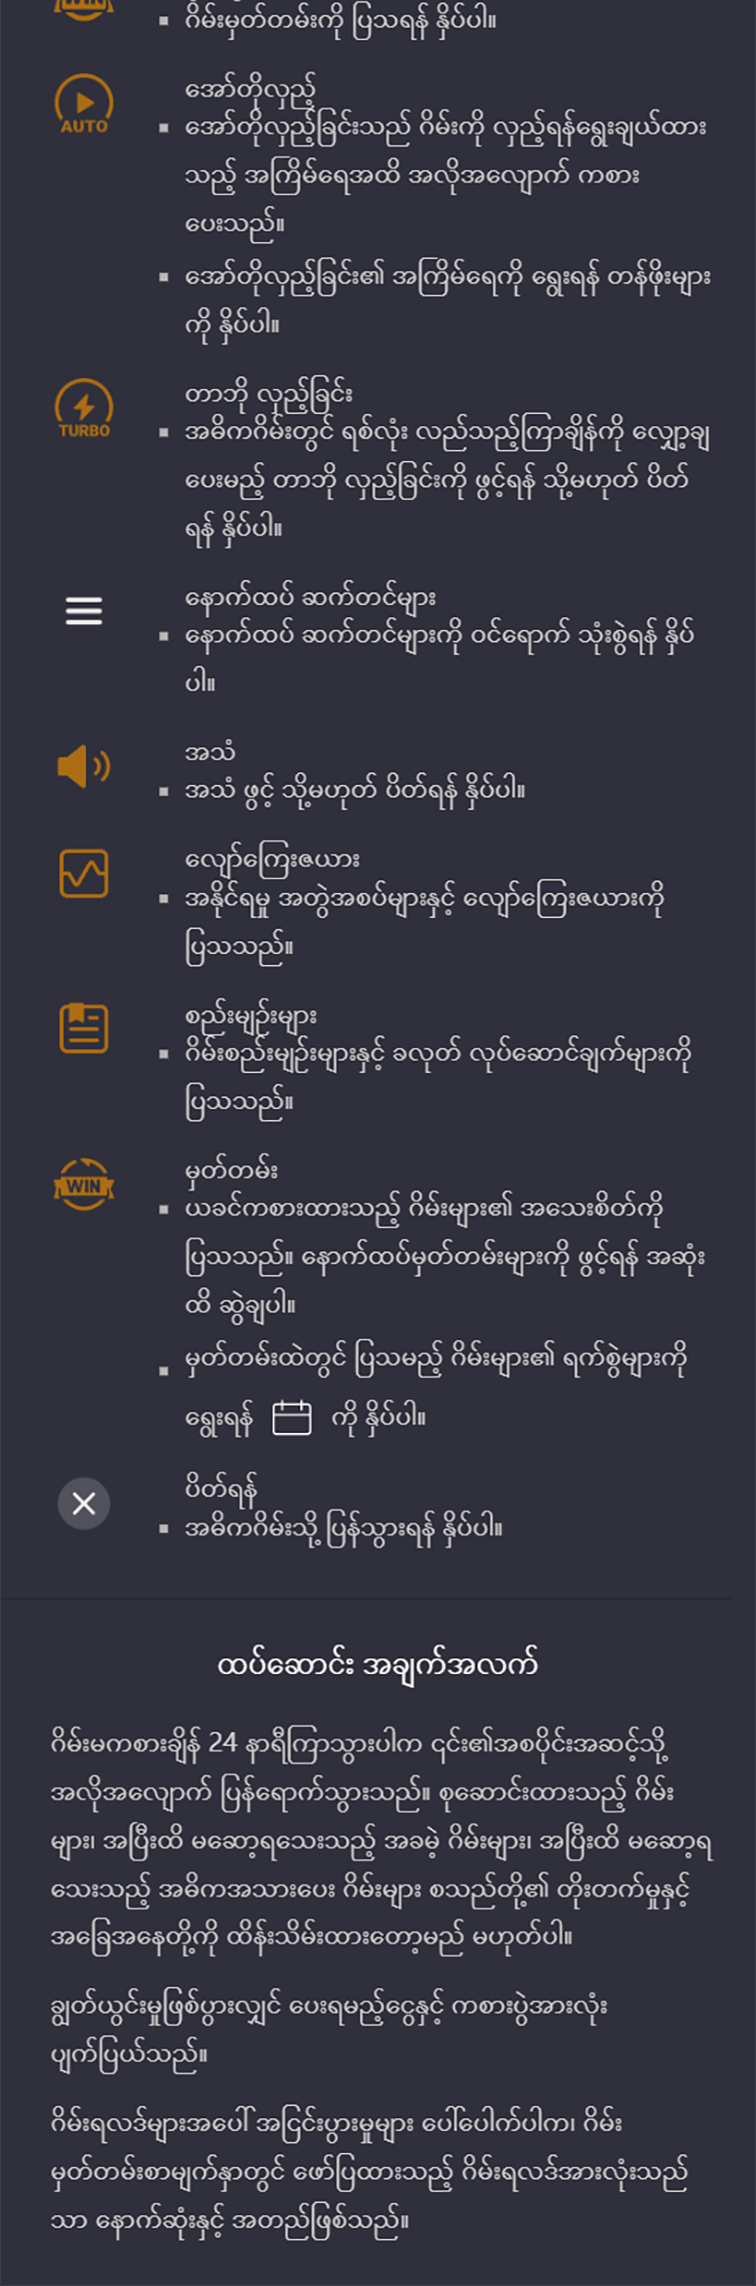 ဂိမ်းမှတ်တမ်းကို ပြသရန် နှိပ်ပါ။
အော်တိုလှည့်
AUTO
အော်တိုလှည့်ခြင်းသည် ဂိမ်းကို လှည့်ရန်ရွေးချယ်ထား
သည့် အကြိမ်ရေအထိ အလိုအလျောက် ကစား
ပေးသည်။
အော်တိုလှည့်ခြင်း၏ အကြိမ်ရေကို ရွေးရန် တန်ဖိုးများ
ကို နှိပ်ပါ။
တာဘို လှည့်ခြင်း
TURBO
အဓိကဂိမ်းတွင် ရစ်လုံး လည်သည့်ကြာချိန်ကို လျှော့ချ
ပေးမည့် တာဘို လှည့်ခြင်းကို ဖွင့်ရန် သို့မဟုတ် ပိတ်
ရန် နှိပ်ပါ။
နောက်ထပ် ဆက်တင်များ
နောက်ထပ် ဆက်တင်များကို ဝင်ရောက် သုံးစွဲရန် နှိပ်
ပါ။
အသံ
အသံ ဖွင့် သို့မဟုတ် ပိတ်ရန် နှိပ်ပါ။
လျော်ကြေးဇယား
အနိုင်ရမှု အတွဲအစပ်များနှင့် လျော်ကြေးဇယားကို
ပြသသည်။
စည်းမျဉ်းများ
ဂိမ်းစည်းမျဉ်းများနှင့် ခလုတ် လုပ်ဆောင်ချက်များကို
ပြသသည်။
မှတ်တမ်း
WIN
ယခင်ကစားထားသည့် ဂိမ်းများ၏ အသေးစိတ်ကို
ပြသသည်။ နောက်ထပ်မှတ်တမ်းများကို ဖွင့်ရန် အဆုံး
ထိ ဆွဲချပါ။
မှတ်တမ်းထဲတွင် ပြသမည့် ဂိမ်းများ၏ ရက်စွဲများကို
ရွေးရန် ကို နှိပ်ပါ။
ပိတ်ရန်
အဓိကဂိမ်းသို့ ပြန်သွားရန် နှိပ်ပါ။
ထပ်ဆောင်း အချက်အလက်
ဂိမ်းမကစားချိန် 24 နာရီကြာသွားပါက ၎င်း၏အစပိုင်းအဆင့်သို့
အလိုအလျောက် ပြန်ရောက်သွားသည်။ စုဆောင်းထားသည့် ဂိမ်း
များ၊ အပြီးထိ မဆော့ရသေးသည့် အခမဲ့ ဂိမ်းများ၊ အပြီးထိ မဆော့ရ
သေးသည့် အဓိကအသားပေး ဂိမ်းများ စသည်တို့၏ တိုးတက်မှုနှင့်
အခြေအနေတို့ကို ထိန်းသိမ်းထားတော့မည် မဟုတ်ပါ။
ချွတ်ယွင်းမှုဖြစ်ပွားလျှင် ပေးရမည့်ငွေနှင့် ကစားပွဲအားလုံး
ပျက်ပြယ်သည်။
ဂိမ်းရလဒ်များအပေါ် အငြင်းပွားမှုများ ပေါ်ပေါက်ပါက၊ ဂိမ်း
မှတ်တမ်းစာမျက်နှာတွင် ဖော်ပြထားသည့် ဂိမ်းရလဒ်အားလုံးသည်
သာ နောက်ဆုံးနှင့် အတည်ဖြစ်သည်။